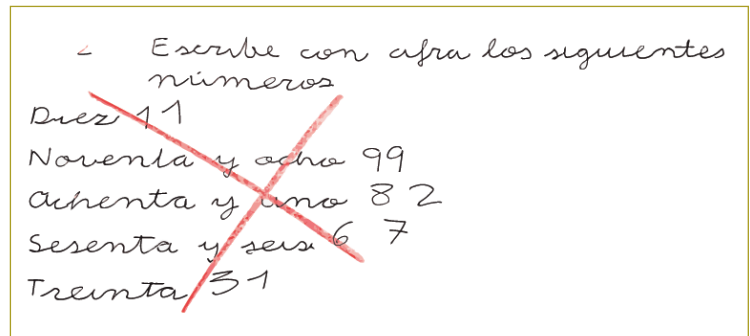 2 Escribe con cifra los siguientes
números
Diez 11
Noventa y ocho 99
Ochenta y uno 82
Sesenta y seis 67
Treinta 31